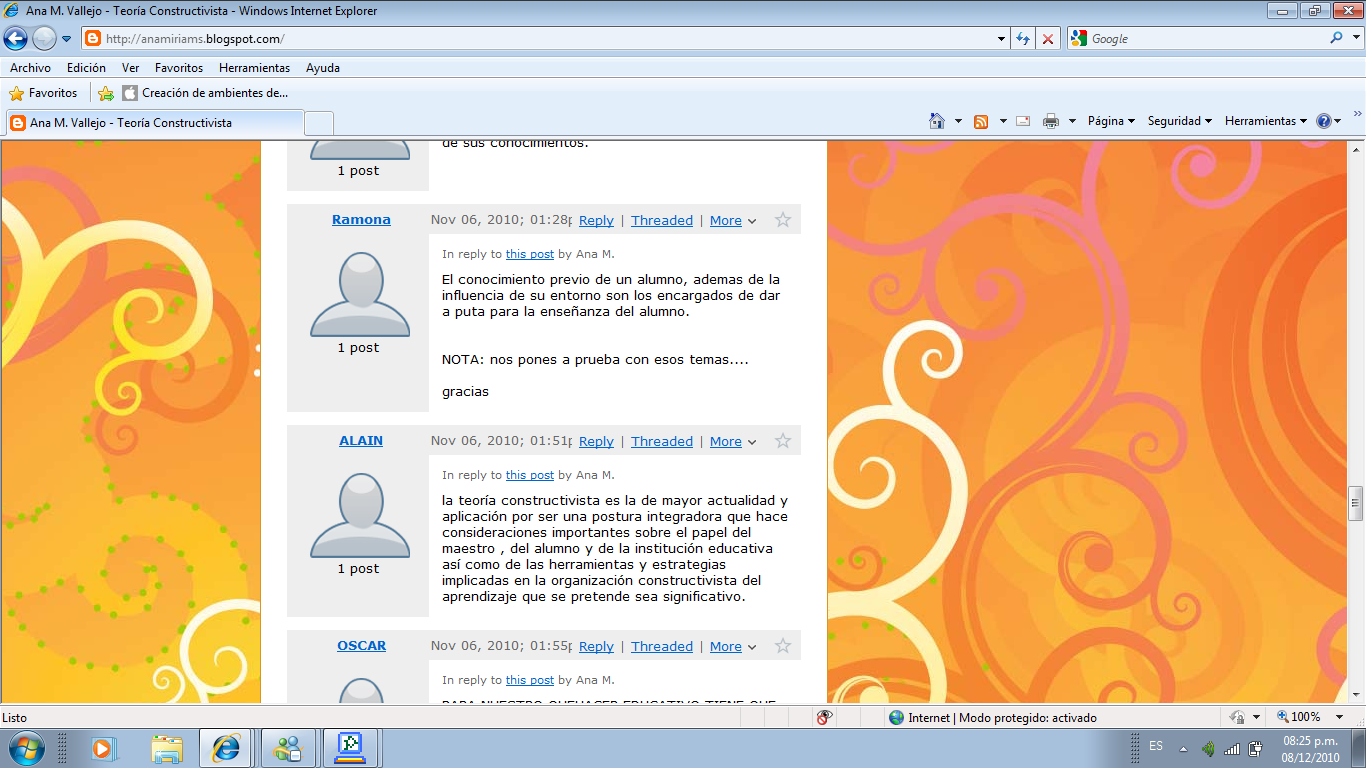 Ana M. Vallejo - Teoría Constructivista - Windows Internet Explorer
http://anamiriams.blogspot.com/
Google
Archivo Edición Ver Favoritos Herramientas Ayuda
Favoritos Creación de ambientes de...
Ana M. Vallejo - Teoría Constructivista
Página Seguridad Herramientas
de sus conocimientos.
1 post
Ramona Nov 06, 2010; 01:28p Reply | Threaded | More
In reply to this post by Ana M.
El conocimiento previo de un alumno, ademas de la
influencia de su entorno son los encargados de dar
a puta para la enseñanza del alumno.
1 post
NOTA: nos pones a prueba con esos temas....
gracias
ALAIN Nov 06, 2010; 01:51p Reply | Threaded | More
In reply to this post by Ana M.
la teoría constructivista es la de mayor actualidad y
aplicación por ser una postura integradora que hace
consideraciones importantes sobre el papel del
maestro , del alumno y de la institución educativa
así como de las herramientas y estrategias
implicadas en la organización constructivista del
aprendizaje que se pretende sea significativo.
1 post
OSCAR Nov 06, 2010; 01:55p Reply | Threaded | More
In reply to this post by Ana M.
PARA NUESTRO QUEHACER EDUCATIVO TIENE QUE
Listo Internet | Modo protegido: activado 100%
ES 08:25 p.m.
08/12/2010